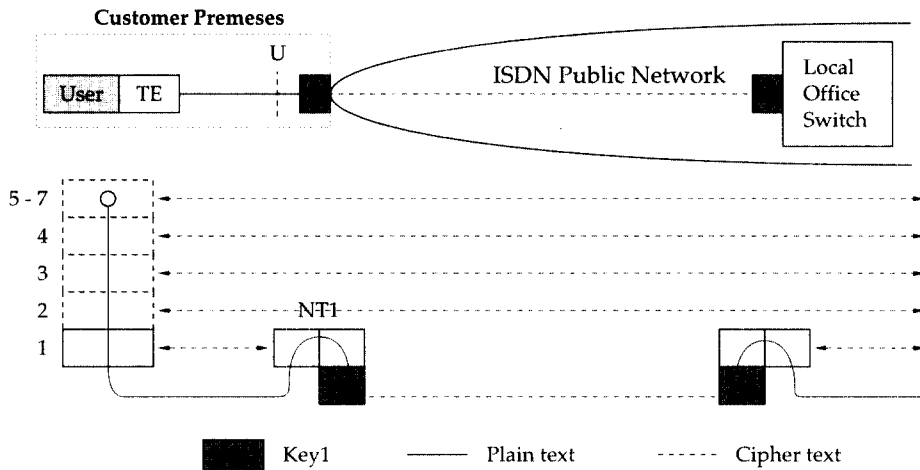 Customer Premeses
U
User TE
ISDN Public Network
Local
Office
Switch
5 - 7
4
3
2
NT1
1
Key1 Plain text Cipher text